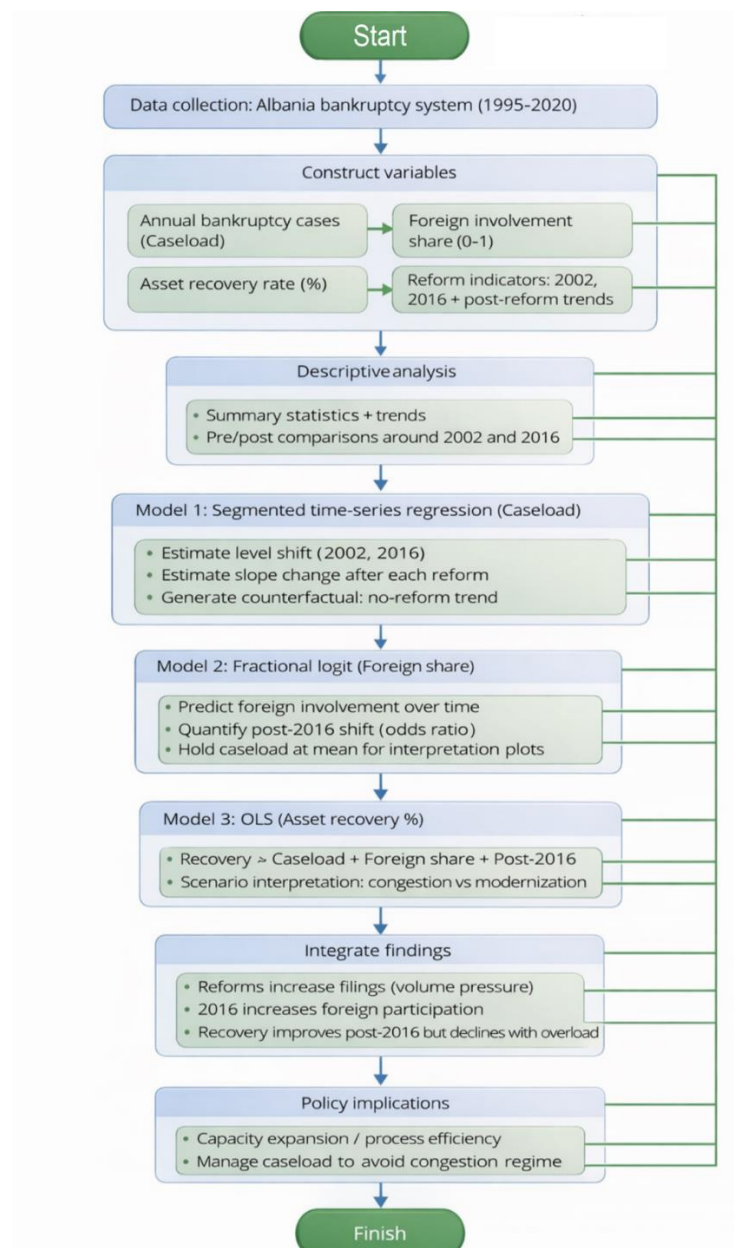 Start
Data collection: Albania bankruptcy system (1995-2020)
Construct variables
Annual bankruptcy cases
(Caseload)
Foreign involvement
share (0-1)
Asset recovery rate (%)
Reform indicators: 2002,
2016 + post-reform trends
Descriptive analysis
• Summary statistics + trends
• Pre/post comparisons around 2002 and 2016
Model 1: Segmented time-series regression (Caseload)
• Estimate level shift (2002, 2016)
• Estimate slope change after each reform
• Generate counterfactual: no-reform trend
Model 2: Fractional logit (Foreign share)
• Predict foreign involvement over time
• Quantify post-2016 shift (odds ratio)
• Hold caseload at mean for interpretation plots
Model 3: OLS (Asset recovery %)
• Recovery ~ Caseload + Foreign share + Post-2016
• Scenario interpretation: congestion vs modernization
Integrate findings
• Reforms increase filings (volume pressure)
• 2016 increases foreign participation
• Recovery improves post-2016 but declines with overload
Policy implications
• Capacity expansion / process efficiency
• Manage caseload to avoid congestion regime
Finish